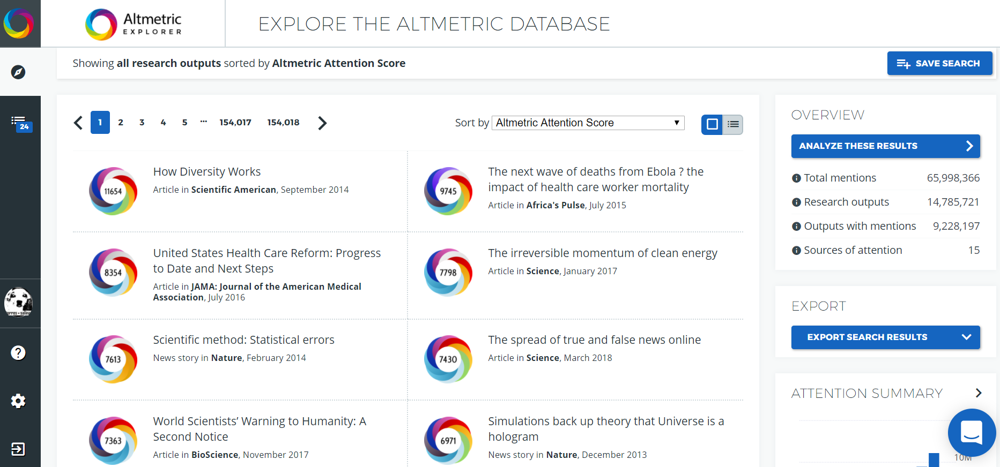 Altmetric
EXPLORER
EXPLORE THE ALTMETRIC DATABASE
Showing all research outputs sorted by Altmetric Attention Score
SAVE SEARCH
24
1 2 3 4 5 ... 154,017 154,018
Sort by Altmetric Attention Score
11654
How Diversity Works
Article in Scientific American, September 2014
9745
The next wave of deaths from Ebola ? the
impact of health care worker mortality
Article in Africa's Pulse, July 2015
8354
United States Health Care Reform: Progress
to Date and Next Steps
Article in JAMA: Journal of the American Medical
Association, July 2016
7798
The irreversible momentum of clean energy
Article in Science, January 2017
7613
Scientific method: Statistical errors
News story in Nature, February 2014
7430
The spread of true and false news online
Article in Science, March 2018
7363
World Scientists’ Warning to Humanity: A
Second Notice
Article in BioScience, November 2017
6971
Simulations back up theory that Universe is a
hologram
News story in Nature, December 2013
OVERVIEW
ANALYZE THESE RESULTS
Total mentions 65,998,366
Research outputs 14,785,721
Outputs with mentions 9,228,197
Sources of attention 15
EXPORT
EXPORT SEARCH RESULTS
ATTENTION SUMMARY
10M